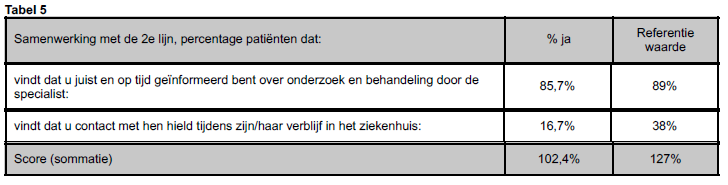 Tabel 5
Samenwerking met de 2e lijn, percentage patiënten dat: % ja Referentie
waarde
vindt dat u juist en op tijd geïnformeerd bent over onderzoek en behandeling door de
specialist: 85,7% 89%
vindt dat u contact met hen hield tijdens zijn/haar verblijf in het ziekenhuis: 16,7% 38%
Score (sommatie) 102,4% 127%